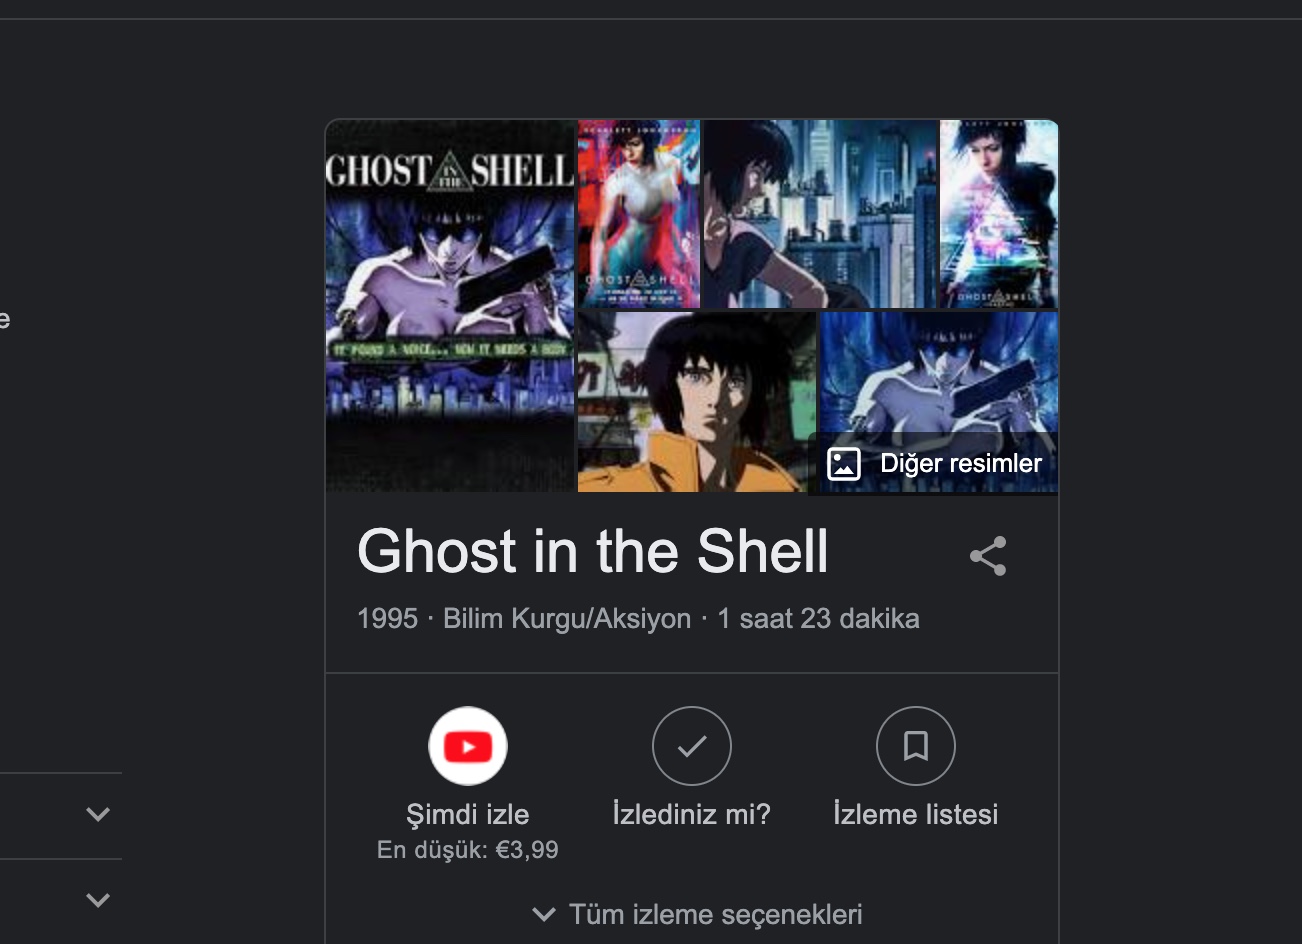 e
GHOST IN THE SHELL
IT FOUND A VOICE... NOW IT NEEDS A BODY
SCARLETT JOHANSSON
GHOST IN THE SHELL
SCARLETT JOHANSSON
GHOST IN THE SHELL
Diğer resimler
Ghost in the Shell
1995 · Bilim Kurgu/Aksiyon · 1 saat 23 dakika
Şimdi izle
En düşük: €3,99
İzlediniz mi?
İzleme listesi
Tüm izleme seçenekleri